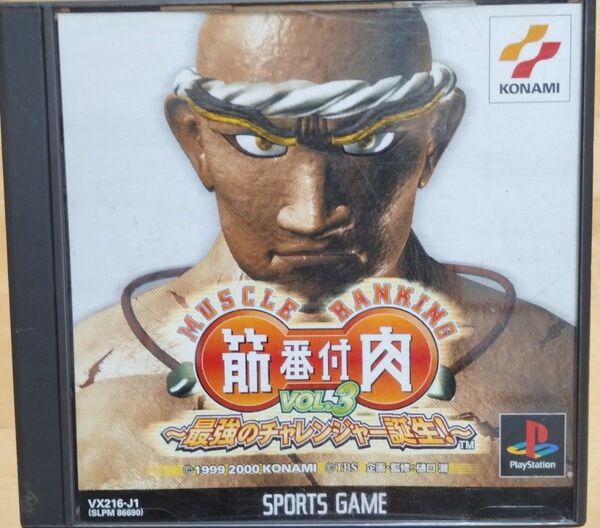 KONAMI
MUSCLE RANKING
筋肉番付
VOL.3
～最強のチャレンジャー誕生!～
TM
©1999 2000 KONAMI ©TBS 企画・監修・樋口 潮
PlayStation
VX216-J1
(SLPM 86690)
SPORTS GAME